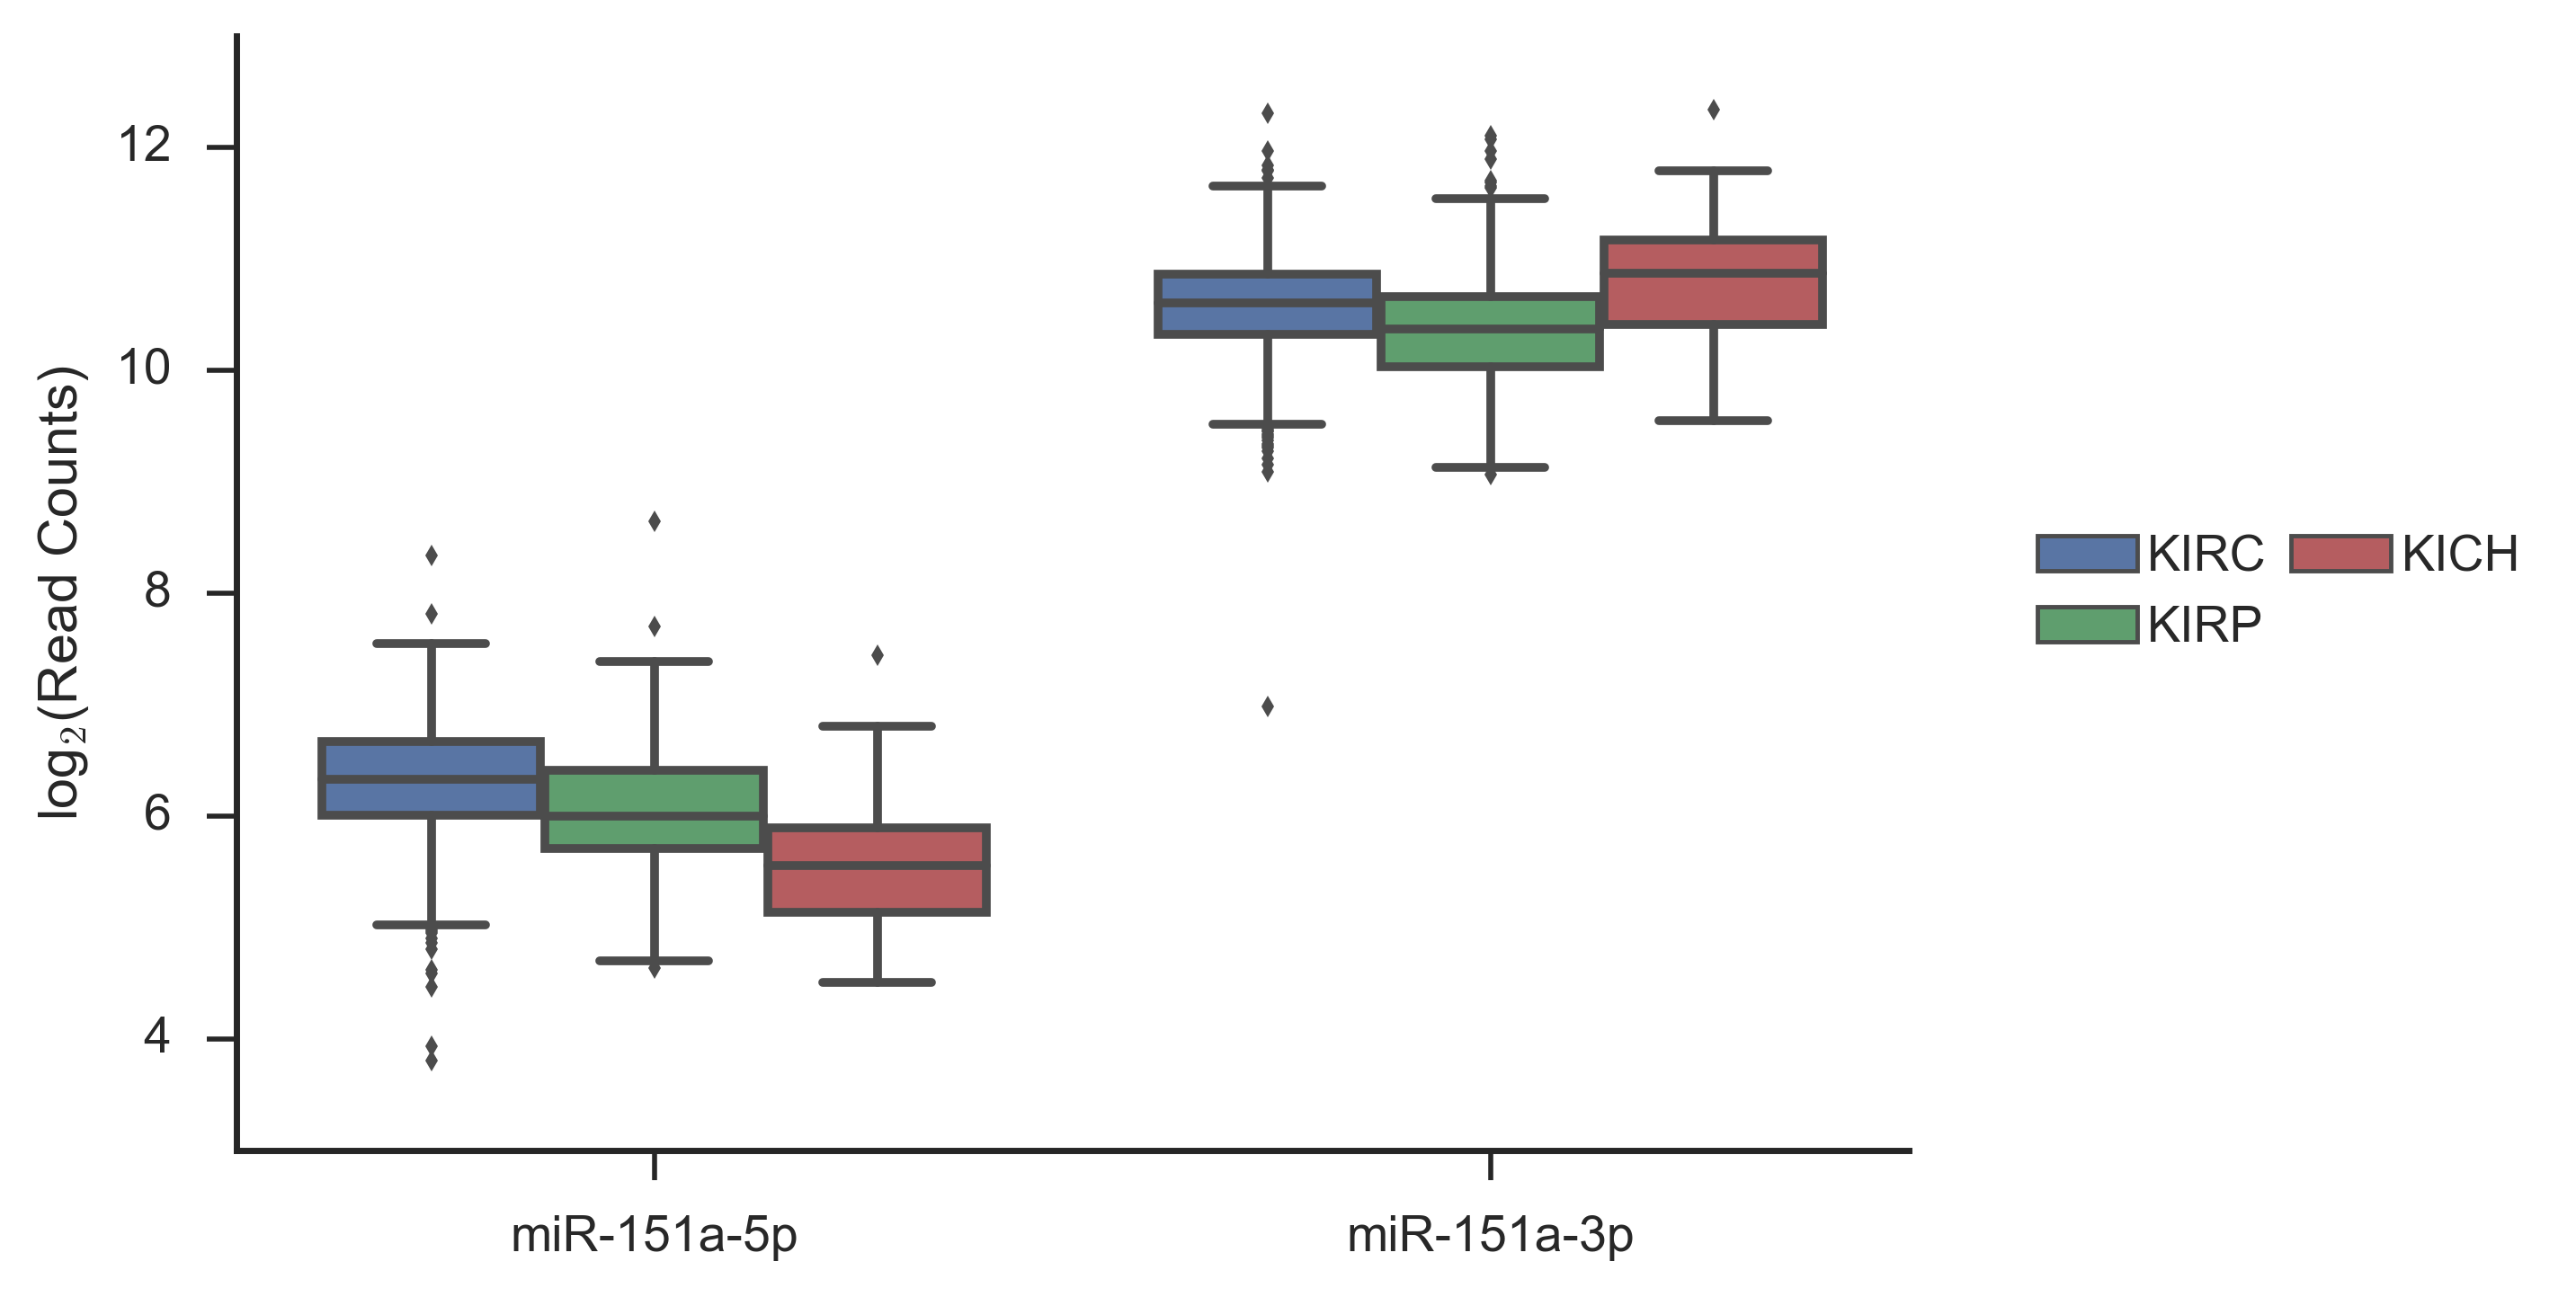 log₂(Read Counts)
12
10
8
6
4
miR-151a-5p
miR-151a-3p
KIRC
KICH
KIRP